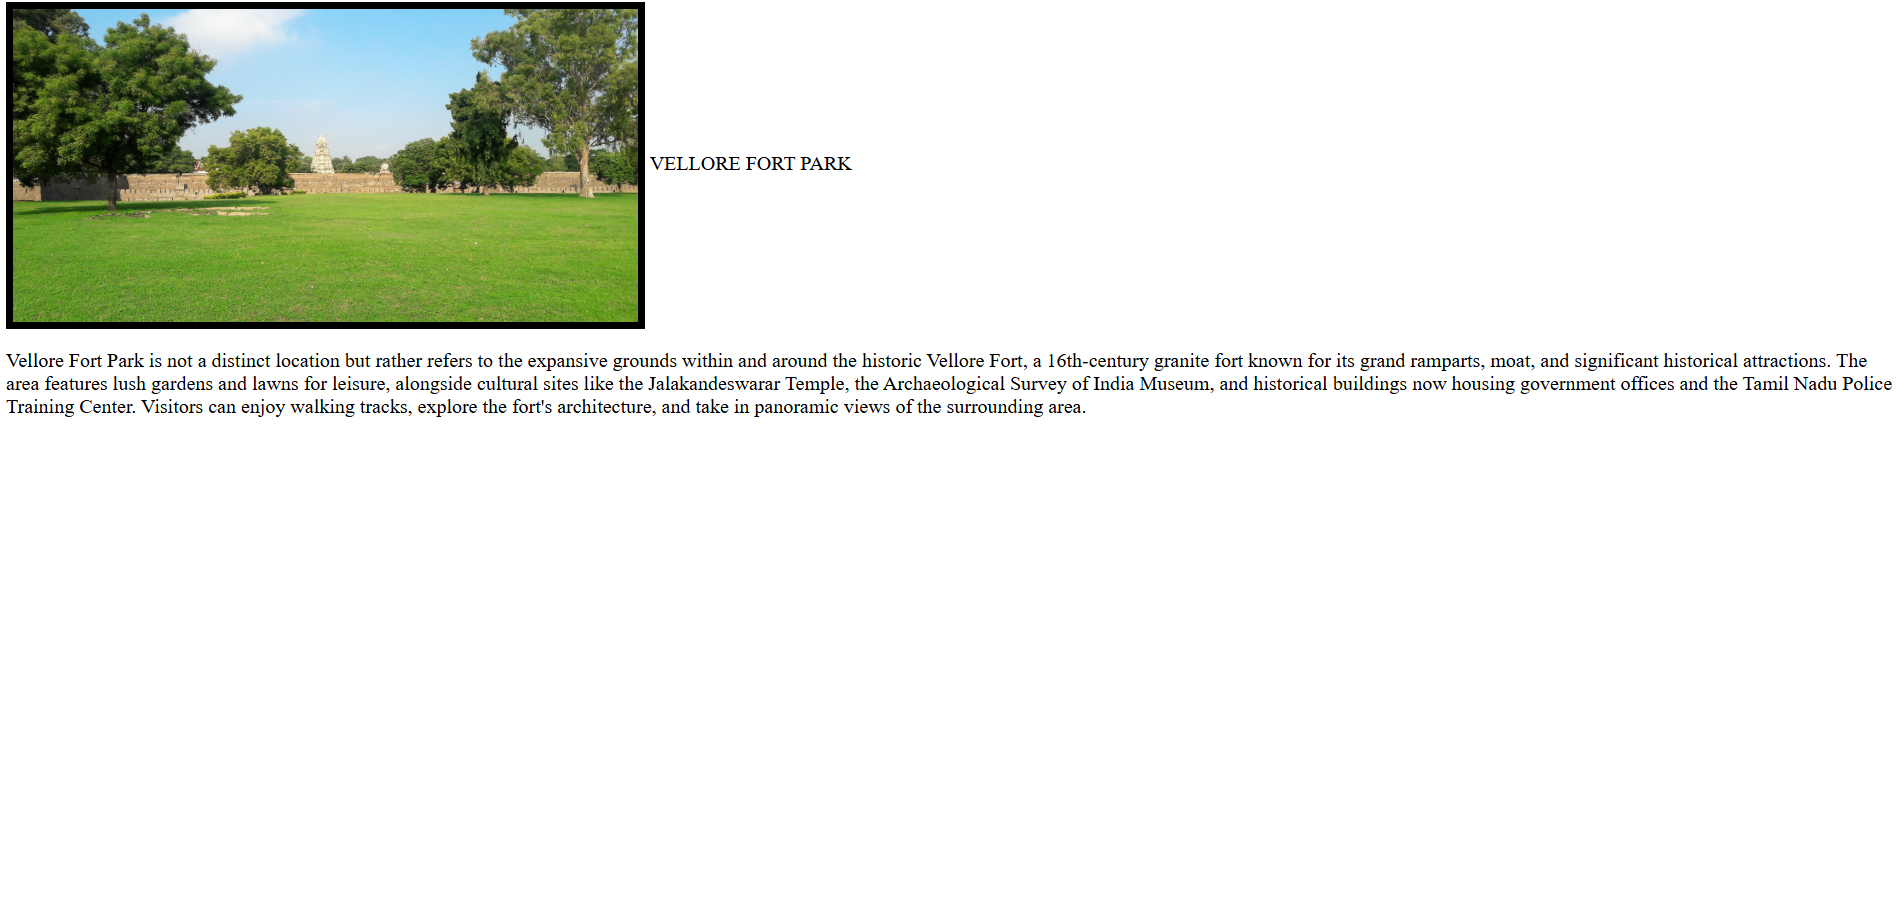 VELLORE FORT PARK
Vellore Fort Park is not a distinct location but rather refers to the expansive grounds within and around the historic Vellore Fort, a 16th-century granite fort known for its grand ramparts, moat, and significant historical attractions. The
area features lush gardens and lawns for leisure, alongside cultural sites like the Jalakandeswarar Temple, the Archaeological Survey of India Museum, and historical buildings now housing government offices and the Tamil Nadu Police
Training Center. Visitors can enjoy walking tracks, explore the fort's architecture, and take in panoramic views of the surrounding area.